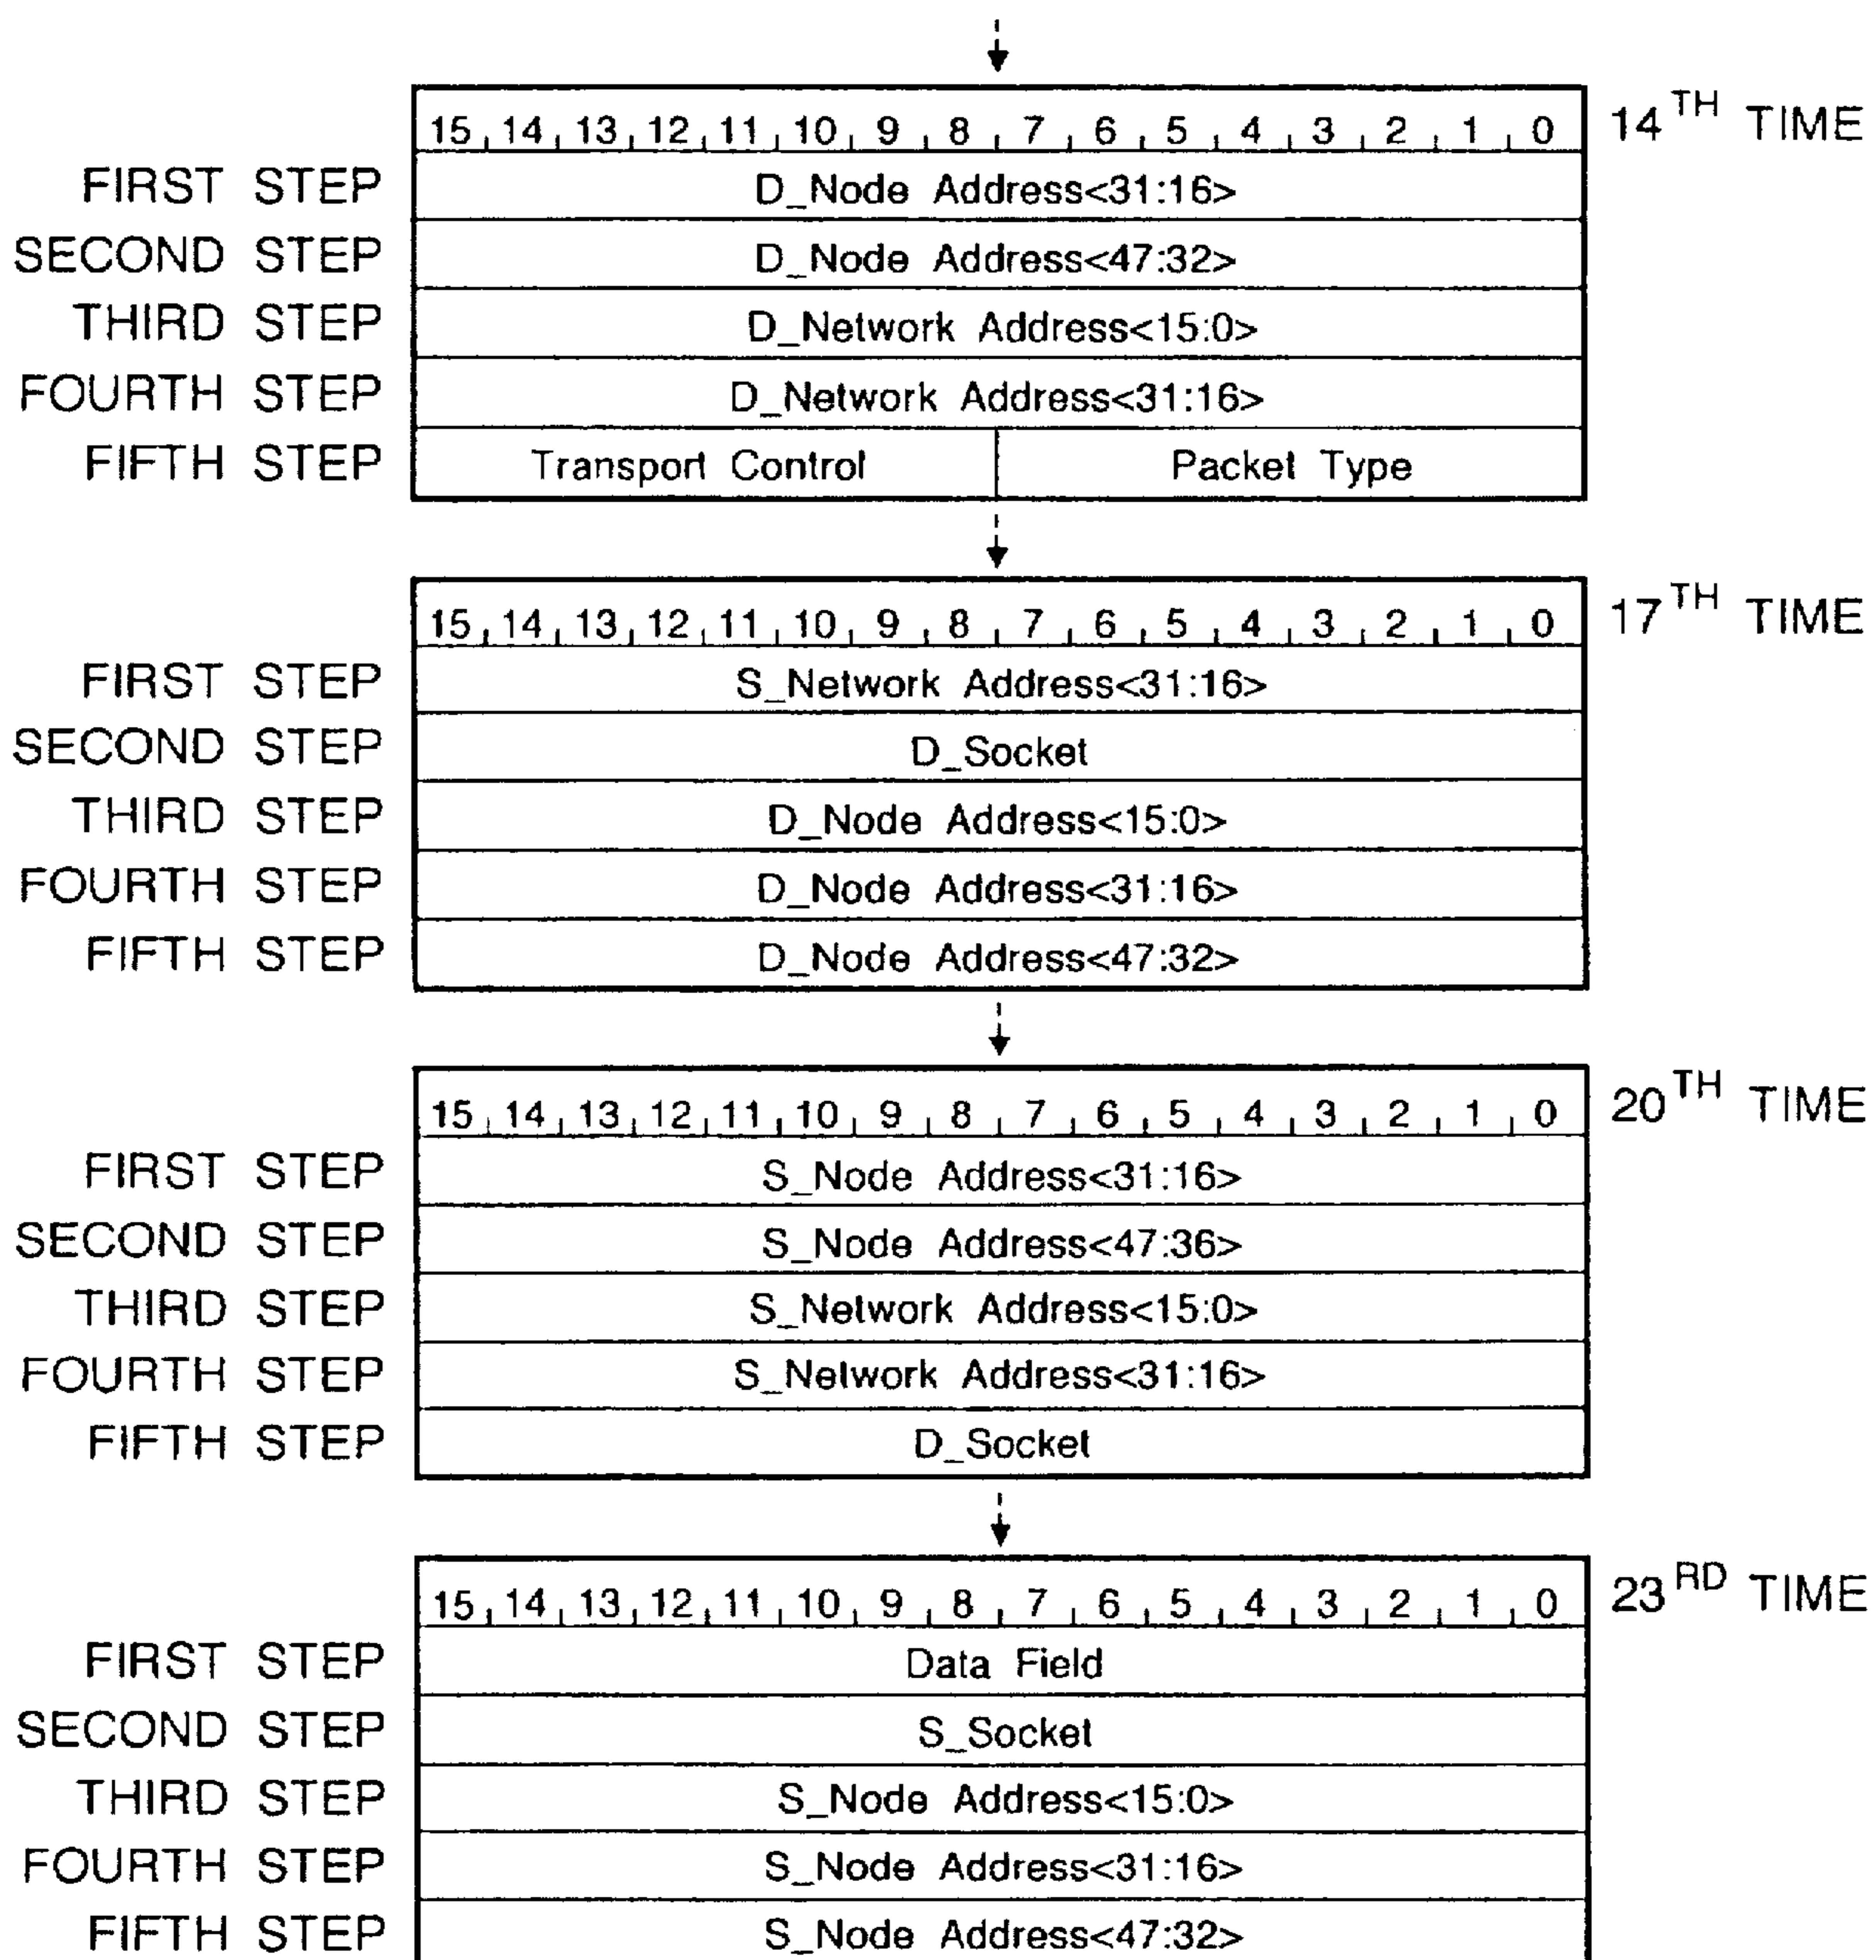 15 14 13 12 11 10 9 8 7 6 5 4 3 2 1 0 14TH TIME
FIRST STEP D_Node Address<31:16>
SECOND STEP D_Node Address<47:32>
THIRD STEP D_Network Address<15:0>
FOURTH STEP D_Network Address<31:16>
FIFTH STEP Transport Control Packet Type
15 14 13 12 11 10 9 8 7 6 5 4 3 2 1 0 17TH TIME
FIRST STEP S_Network Address<31:16>
SECOND STEP D_Socket
THIRD STEP D_Node Address<15:0>
FOURTH STEP D_Node Address<31:16>
FIFTH STEP D_Node Address<47:32>
15 14 13 12 11 10 9 8 7 6 5 4 3 2 1 0 20TH TIME
FIRST STEP S_Node Address<31:16>
SECOND STEP S_Node Address<47:36>
THIRD STEP S_Network Address<15:0>
FOURTH STEP S_Network Address<31:16>
FIFTH STEP D_Socket
15 14 13 12 11 10 9 8 7 6 5 4 3 2 1 0 23RD TIME
FIRST STEP Data Field
SECOND STEP S_Socket
THIRD STEP S_Node Address<15:0>
FOURTH STEP S_Node Address<31:16>
FIFTH STEP S_Node Address<47:32>